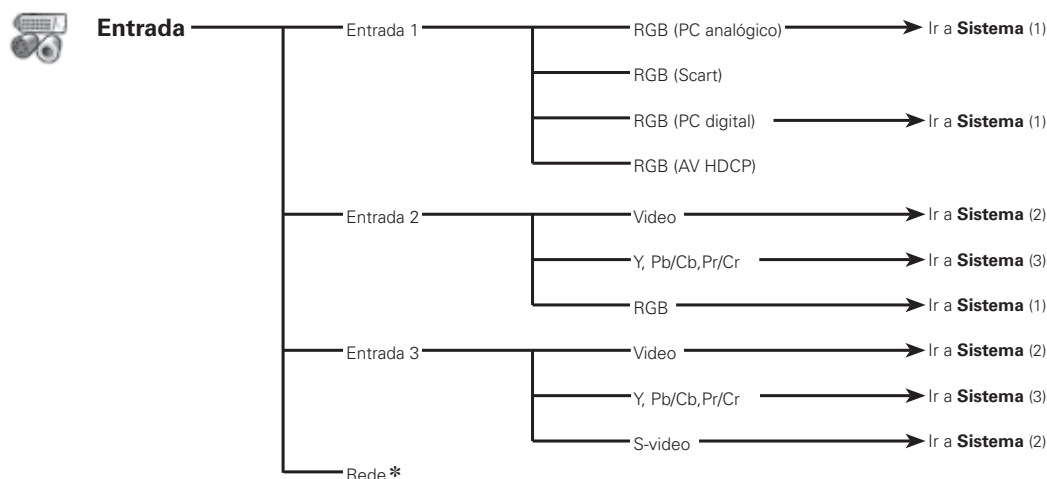 Entrada Entrada 1 RGB (PC analógico) Ir a Sistema (1)
RGB (Scart)
RGB (PC digital) Ir a Sistema (1)
RGB (AV HDCP)
Entrada 2 Video Ir a Sistema (2)
Y, Pb/Cb,Pr/Cr Ir a Sistema (3)
RGB Ir a Sistema (1)
Entrada 3 Video Ir a Sistema (2)
Y, Pb/Cb,Pr/Cr Ir a Sistema (3)
S-video Ir a Sistema (2)
Rede*